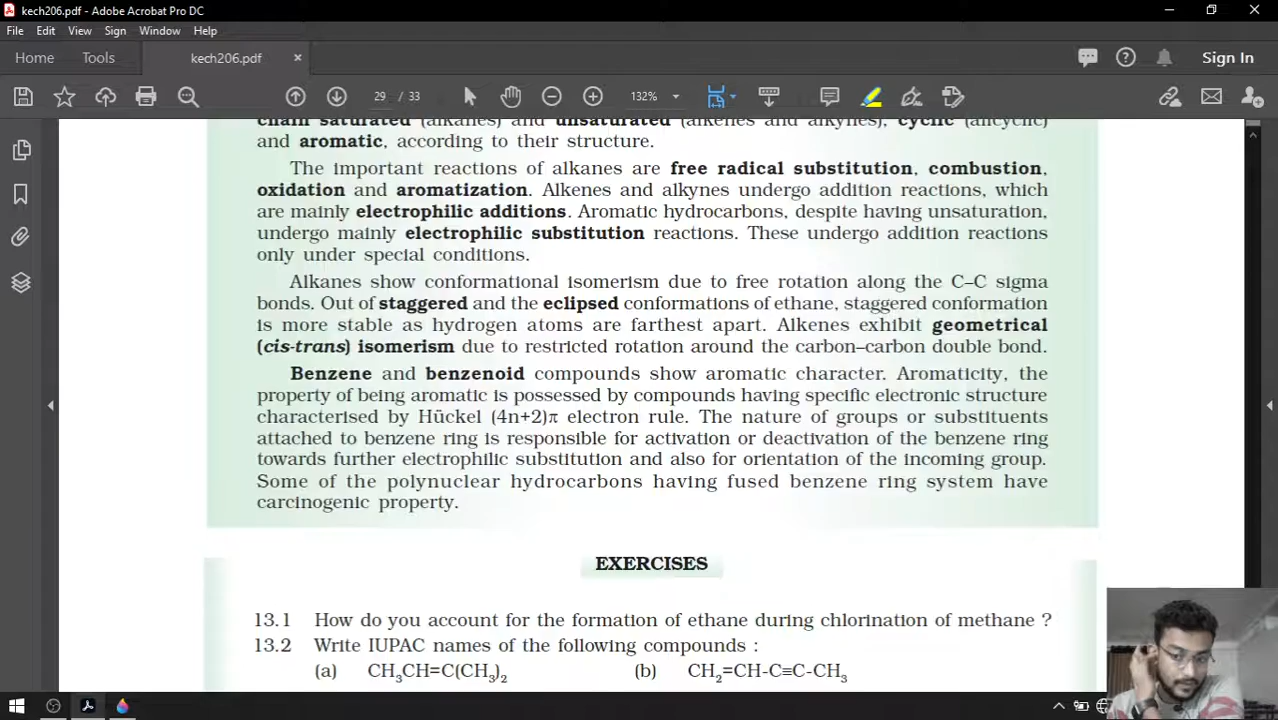 kech206.pdf - Adobe Acrobat Pro DC
File Edit View Sign Window Help
Home Tools kech206.pdf × Sign In
29 / 33 132%
chain saturated (alkanes) and unsaturated (alkenes and alkynes), cyclic (alicyclic)
and aromatic, according to their structure.
The important reactions of alkanes are free radical substitution, combustion,
oxidation and aromatization. Alkenes and alkynes undergo addition reactions, which
are mainly electrophilic additions. Aromatic hydrocarbons, despite having unsaturation,
undergo mainly electrophilic substitution reactions. These undergo addition reactions
only under special conditions.
Alkanes show conformational isomerism due to free rotation along the C–C sigma
bonds. Out of staggered and the eclipsed conformations of ethane, staggered conformation
is more stable as hydrogen atoms are farthest apart. Alkenes exhibit geometrical
(cis-trans) isomerism due to restricted rotation around the carbon–carbon double bond.
Benzene and benzenoid compounds show aromatic character. Aromaticity, the
property of being aromatic is possessed by compounds having specific electronic structure
characterised by Hückel (4n+2)π electron rule. The nature of groups or substituents
attached to benzene ring is responsible for activation or deactivation of the benzene ring
towards further electrophilic substitution and also for orientation of the incoming group.
Some of the polynuclear hydrocarbons having fused benzene ring system have
carcinogenic property.
EXERCISES
13.1 How do you account for the formation of ethane during chlorination of methane ?
13.2 Write IUPAC names of the following compounds :
(a) CH₃CH=C(CH₃)₂ (b) CH₂=CH-C≡C-CH₃